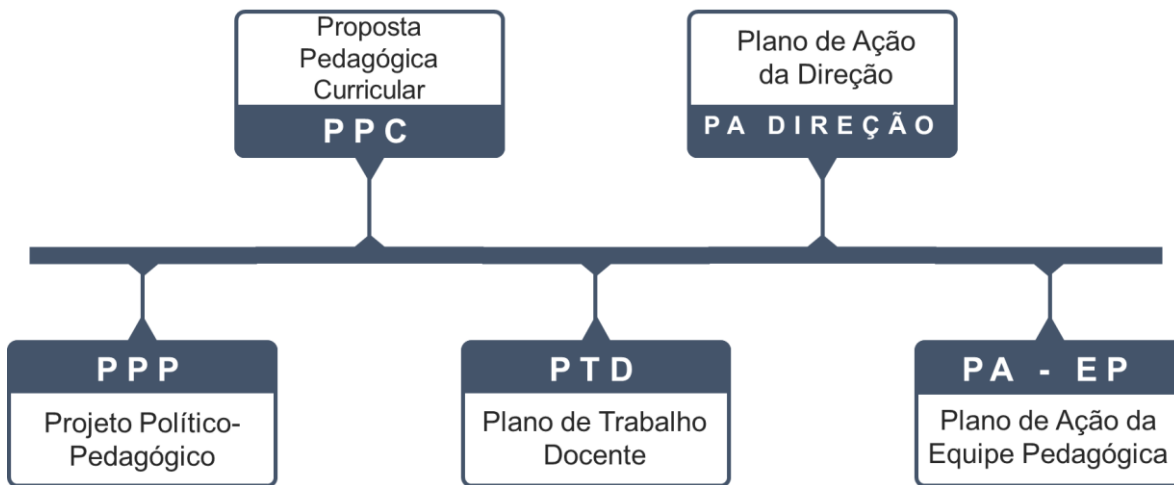 Proposta
Pedagógica
Curricular
PPC
Plano de Ação
da Direção
PA DIREÇÃO
PPP
Projeto Político-
Pedagógico
PTD
Plano de Trabalho
Docente
PA - EP
Plano de Ação da
Equipe Pedagógica